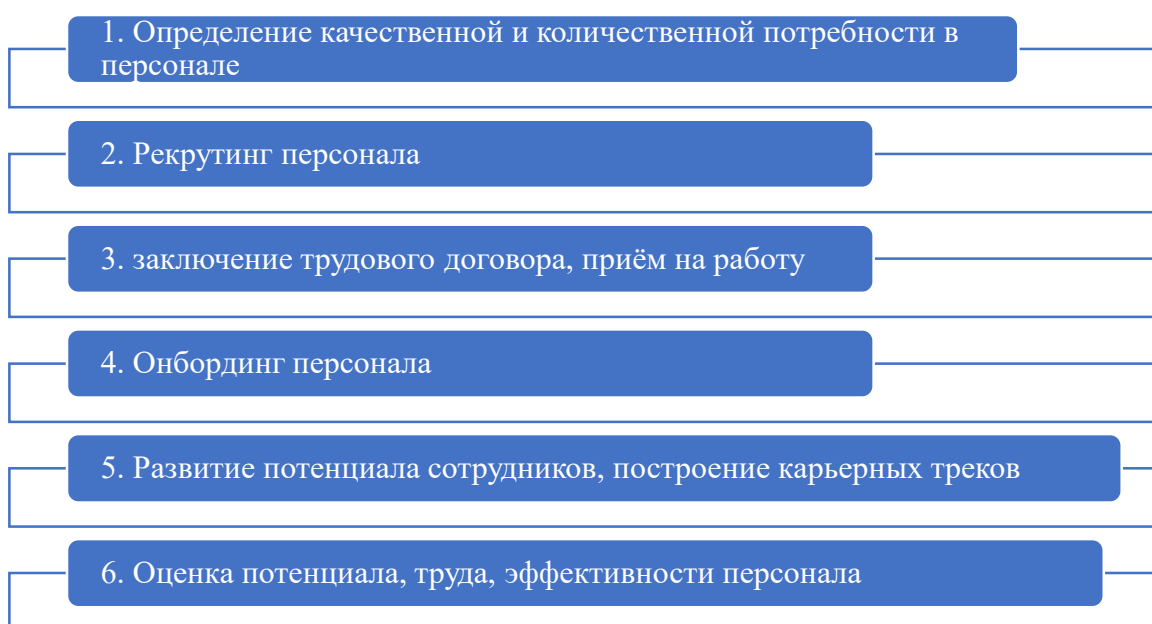 1. Определение качественной и количественной потребности в
персонале
2. Рекрутинг персонала
3. заключение трудового договора, приём на работу
4. Онбординг персонала
5. Развитие потенциала сотрудников, построение карьерных треков
6. Оценка потенциала, труда, эффективности персонала